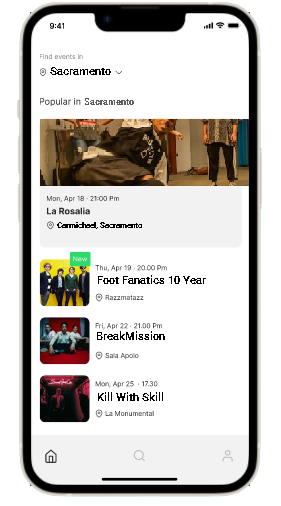 9:41
Find events in
Sacramento
Popular in Sacramento
Mon, Apr 18 · 21:00 Pm
La Rosalia
Carmichael, Sacramento
New
Thu, Apr 19 · 20.00 Pm
Foot Fanatics 10 Year
Razzmatazz
Fri, Apr 22 · 21.00 Pm
BreakMission
Sala Apolo
Mon, Apr 25 · 17.30
Kill With Skill
La Monumental